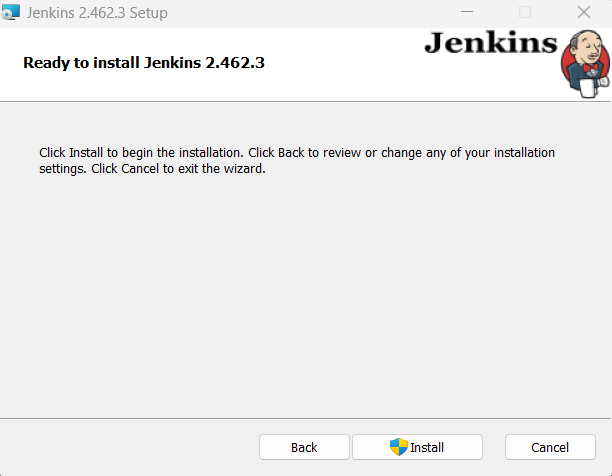 Jenkins 2.462.3 Setup
Jenkins
Ready to install Jenkins 2.462.3
Click Install to begin the installation. Click Back to review or change any of your installation
settings. Click Cancel to exit the wizard.
Back
Install
Cancel